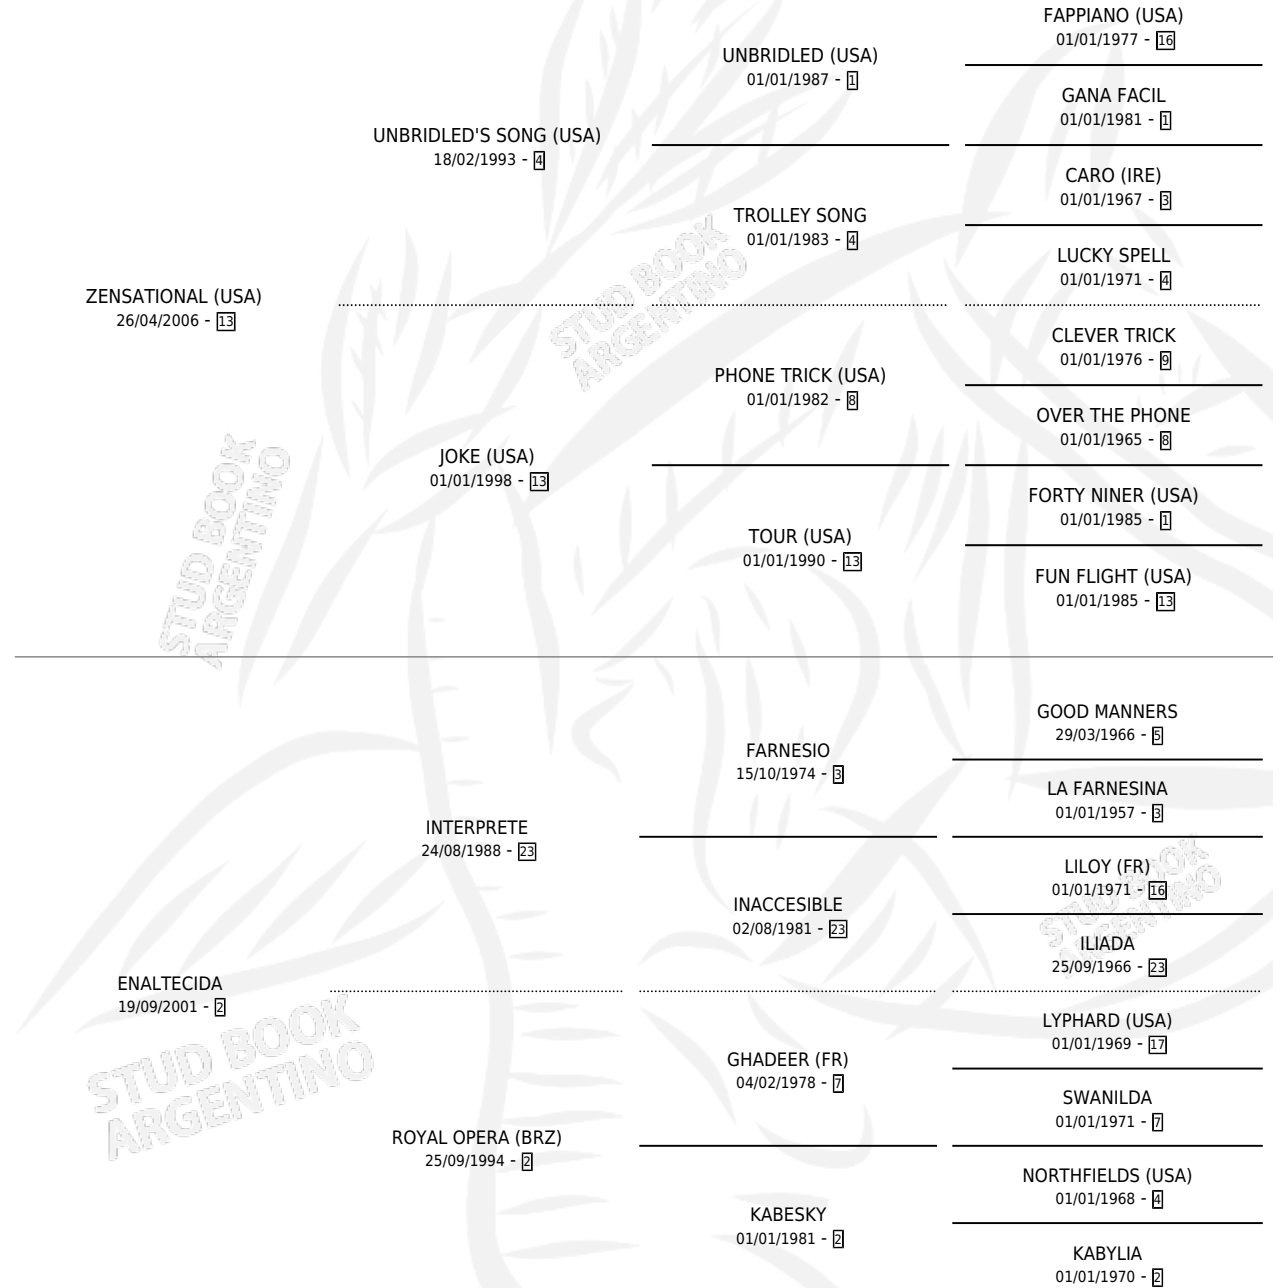 FAPPIANO (USA)
01/01/1977 - 16
UNBRIDLED (USA)
01/01/1987 - 1
GANA FACIL
01/01/1981 - 1
UNBRIDLED'S SONG (USA)
18/02/1993 - 4
CARO (IRE)
01/01/1967 - 3
TROLLEY SONG
01/01/1983 - 4
LUCKY SPELL
01/01/1971 - 4
ZENSATIONAL (USA)
26/04/2006 - 13
CLEVER TRICK
01/01/1976 - 9
PHONE TRICK (USA)
01/01/1982 - 8
OVER THE PHONE
01/01/1965 - 8
JOKE (USA)
01/01/1998 - 13
FORTY NINER (USA)
01/01/1985 - 1
TOUR (USA)
01/01/1990 - 13
FUN FLIGHT (USA)
01/01/1985 - 13
GOOD MANNERS
29/03/1966 - 5
FARNESIO
15/10/1974 - 3
LA FARNESINA
01/01/1957 - 3
INTERPRETE
24/08/1988 - 23
LILOY (FR)
01/01/1971 - 16
INACCESIBLE
02/08/1981 - 23
ILIADA
25/09/1966 - 23
ENALTECIDA
19/09/2001 - 2
LYPHARD (USA)
01/01/1969 - 17
GHADEER (FR)
04/02/1978 - 7
SWANILDA
01/01/1971 - 7
ROYAL OPERA (BRZ)
25/09/1994 - 2
NORTHFIELDS (USA)
01/01/1968 - 4
KABESKY
01/01/1981 - 2
KABYLIA
01/01/1970 - 2
STUD BOOK
ARGENTINO
STUD BOOK
ARGENTINO
STUD BOOK
ARGENTINO
STUD BOOK
ARGENTINO